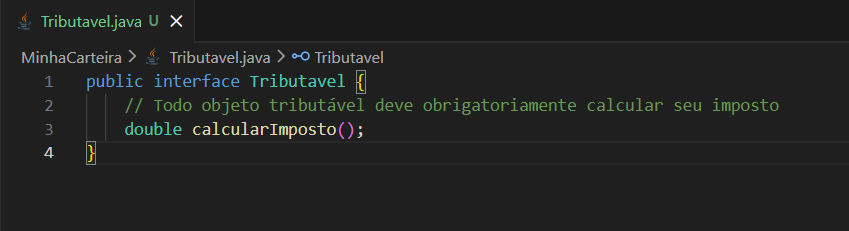 Tributavel.java U
MinhaCarteira > Tributavel.java > Tributavel
1 public interface Tributavel {
2 // Todo objeto tributável deve obrigatoriamente calcular seu imposto
3 double calcularImposto();
4 }